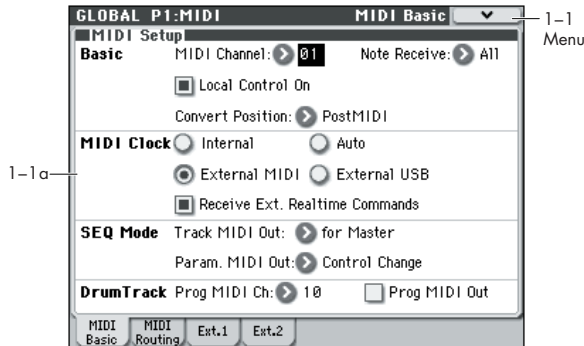 GLOBAL P1:MIDI MIDI Basic
1–1
Menu
MIDI Setup
Basic MIDI Channel: 01 Note Receive: All
Local Control On
Convert Position: PostMIDI
MIDI Clock Internal Auto
1–1a
External MIDI External USB
Receive Ext. Realtime Commands
SEQ Mode Track MIDI Out: for Master
Param. MIDI Out: Control Change
DrumTrack Prog MIDI Ch: 10 Prog MIDI Out
MIDI Basic MIDI Routing Ext.1 Ext.2